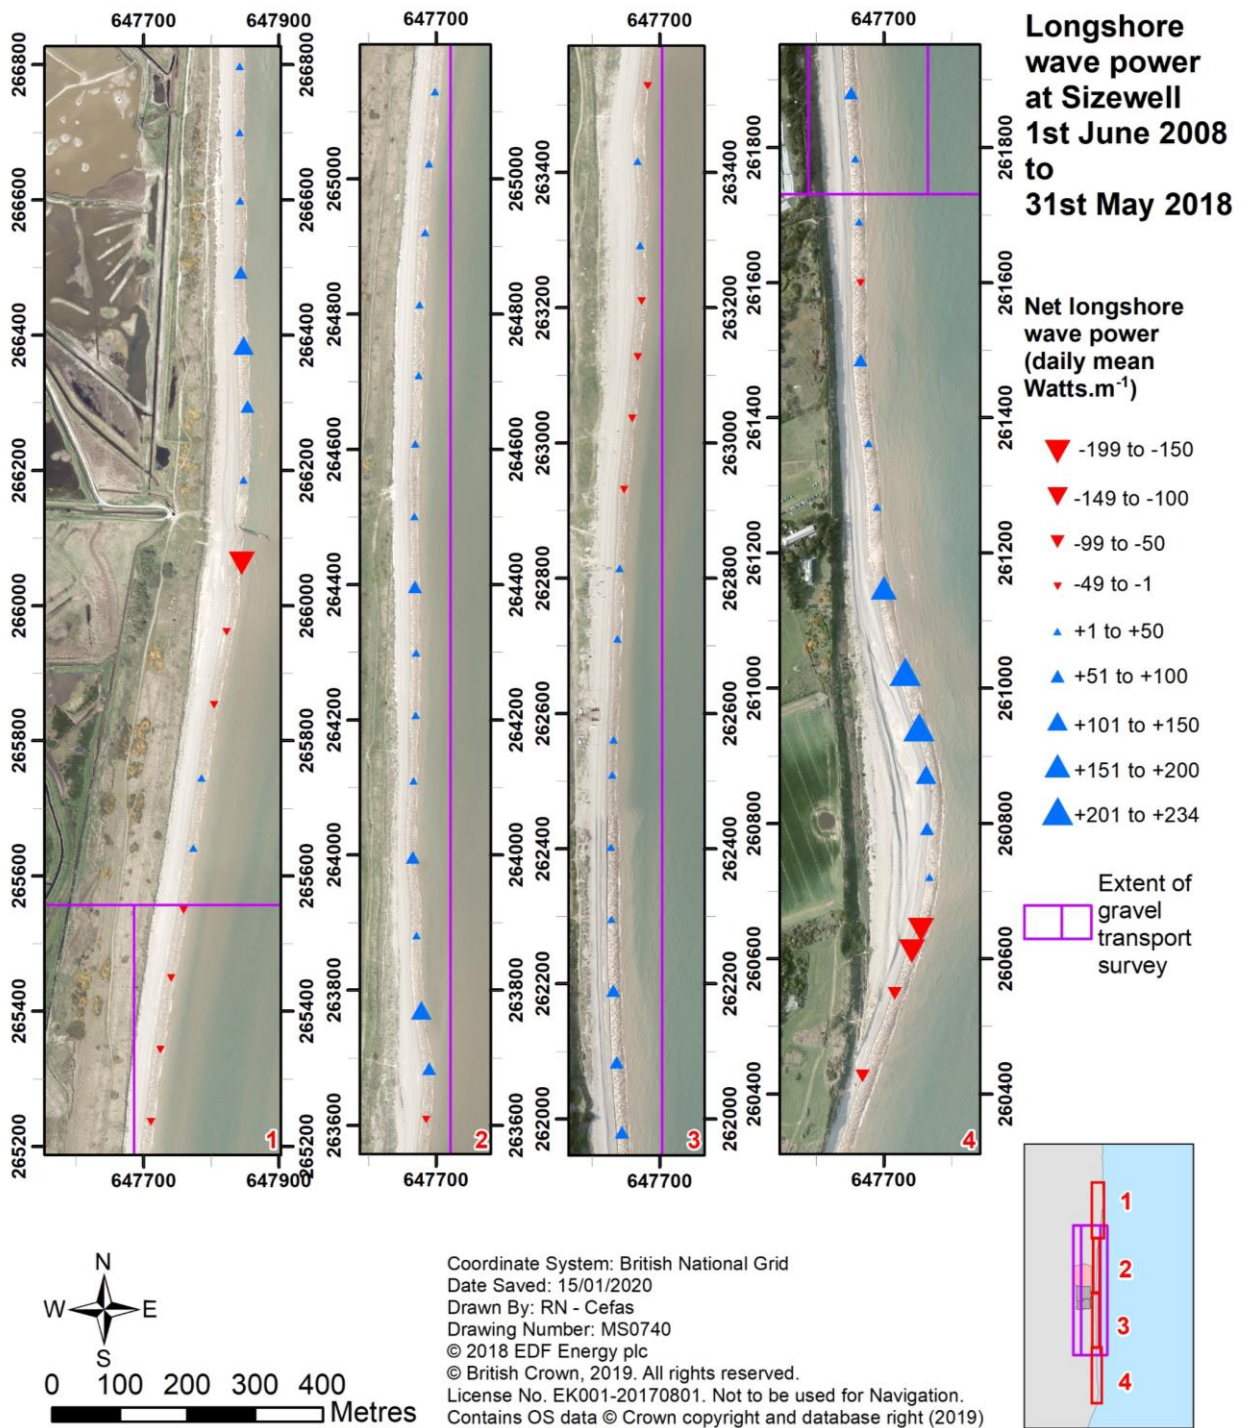 647700 647900
647700
647700
647700
266800
266600
266400
266200
266000
265800
265600
265400
265200
1
265000
264800
264600
264400
264200
264000
263800
263600
2
263400
263200
263000
262800
262600
262400
262200
262000
3
261800
261600
261400
261200
261000
260800
260600
260400
4
647700 647900
647700
647700
647700
Longshore
wave power
at Sizewell
1st June 2008
to
31st May 2018
Net longshore
wave power
(daily mean
Watts.m⁻¹)
-199 to -150
-149 to -100
-99 to -50
-49 to -1
+1 to +50
+51 to +100
+101 to +150
+151 to +200
+201 to +234
Extent of
gravel
transport
survey
1
2
3
4
N
W E
S
0 100 200 300 400
Metres
Coordinate System: British National Grid
Date Saved: 15/01/2020
Drawn By: RN - Cefas
Drawing Number: MS0740
© 2018 EDF Energy plc
© British Crown, 2019. All rights reserved.
License No. EK001-20170801. Not to be used for Navigation.
Contains OS data © Crown copyright and database right (2019)